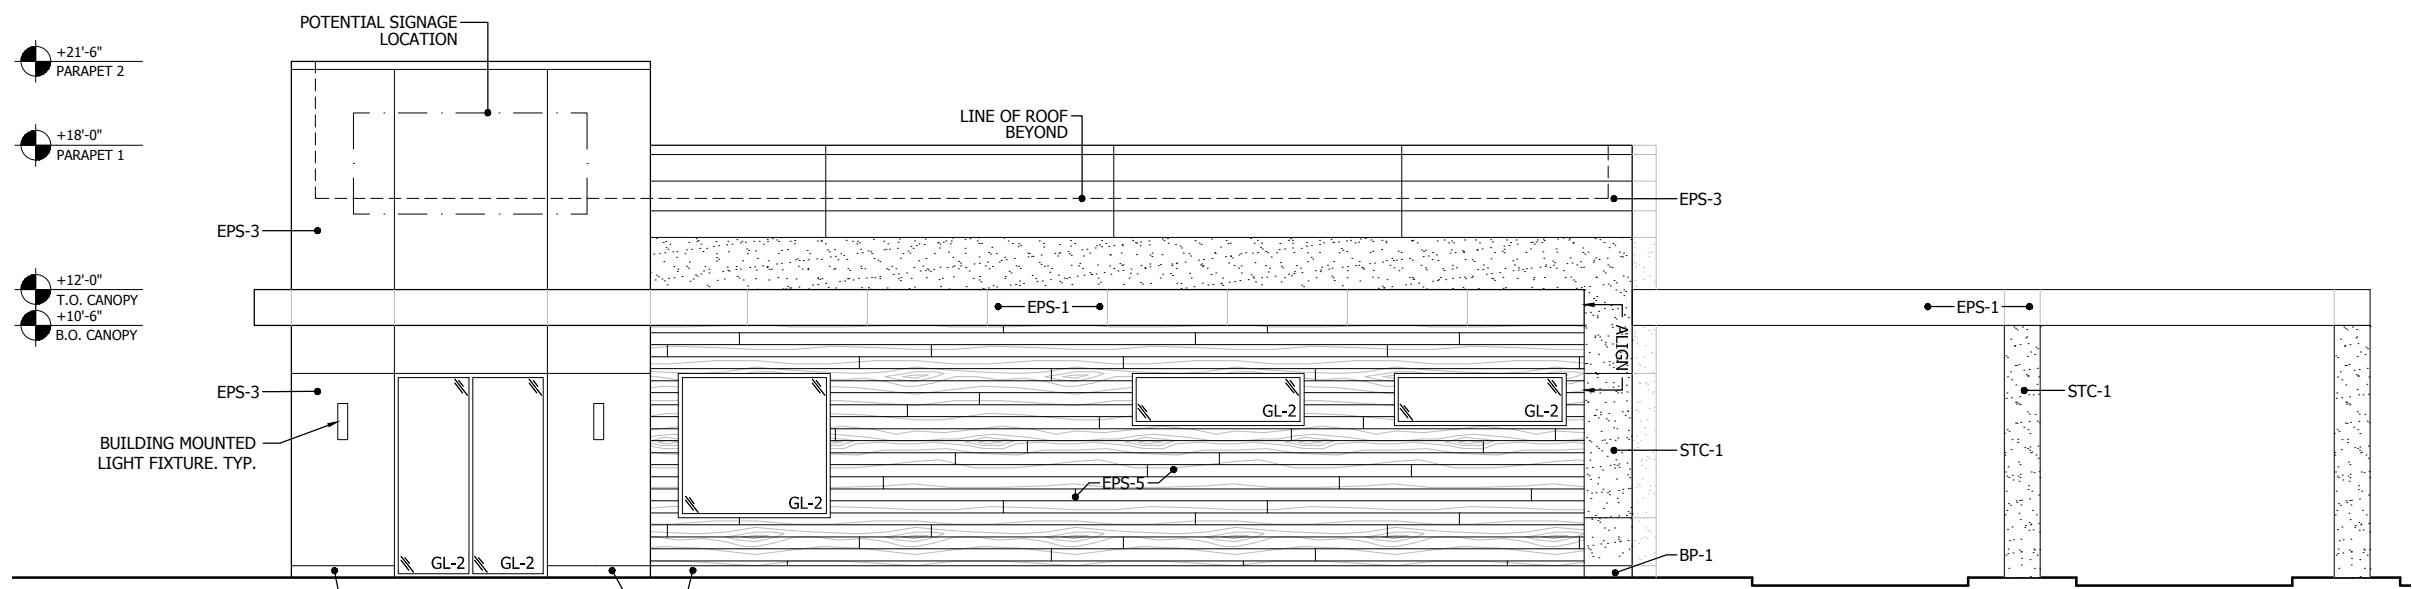 POTENTIAL SIGNAGE
LOCATION
+21'-6"
PARAPET 2
+18'-0"
PARAPET 1
LINE OF ROOF
BEYOND
EPS-3
EPS-3
+12'-0"
T.O. CANOPY
+10'-6"
B.O. CANOPY
EPS-1
EPS-1
ALIGN
EPS-3
STC-1
GL-2
GL-2
BUILDING MOUNTED
LIGHT FIXTURE. TYP.
STC-1
EPS-5
GL-2
BP-1
GL-2
GL-2